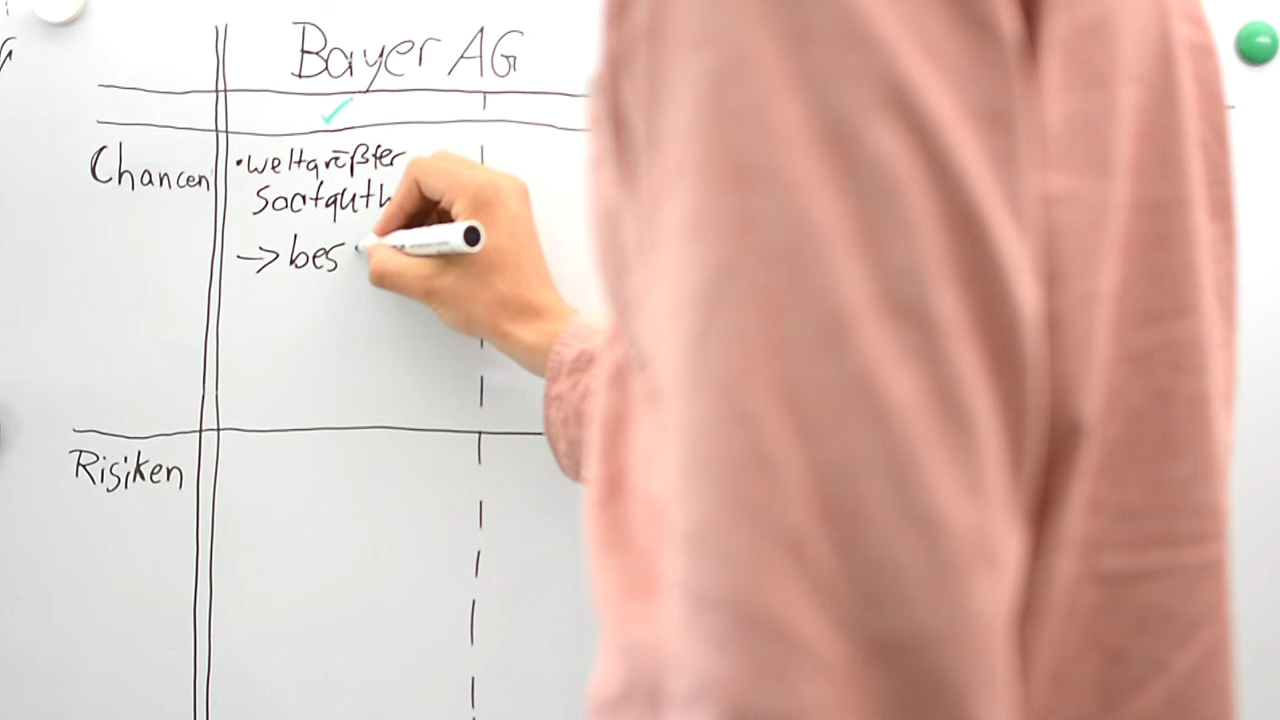 Bayer AG
Chancen
• weltgrößter
Saatguth
→ bes
Risiken